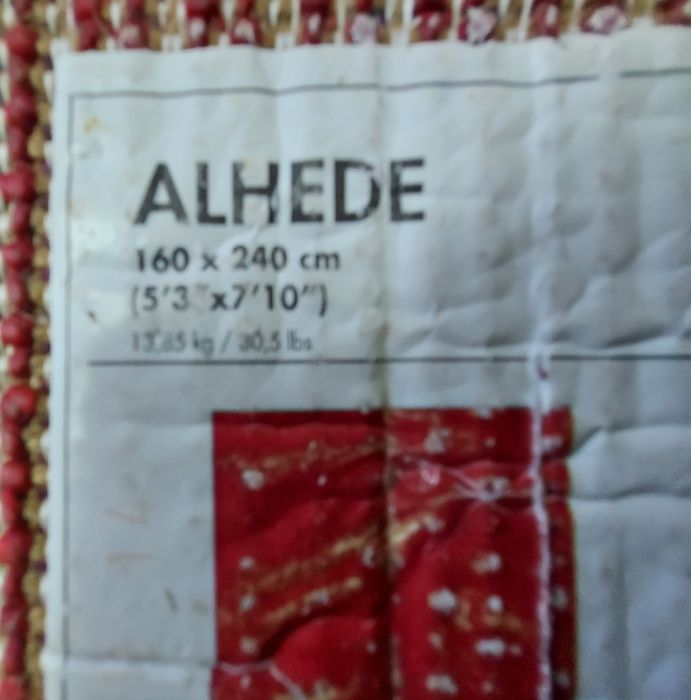 ALHEDE
160 x 240 cm
(5'3"x7'10")
13,85 kg / 30,5 lbs